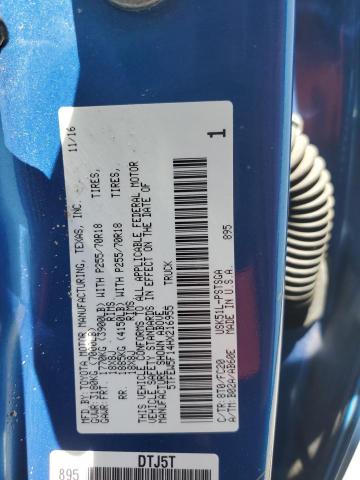 MFD. BY: TOYOTA MOTOR MANUFACTURING, TEXAS, INC. 11/16
GVWR: 3180KG (7000LB)
GAWR: FRT. 1770KG (3900LB) WITH P255/70R18 TIRES,
18X8J RIMS
RR. 1885KG (4150LB) WITH P255/70R18 TIRES,
18X8J RIMS
THIS VEHICLE CONFORMS TO ALL APPLICABLE FEDERAL MOTOR
VEHICLE SAFETY STANDARDS IN EFFECT ON THE DATE OF
MANUFACTURE SHOWN ABOVE.
5TFEW5F14HX216955 TRUCK
1
C/TR: 8T0/FC20 USK51L-PSTSGA 895
A/TM: B02A/AB60E MADE IN U.S.A.
DTJ5T
895